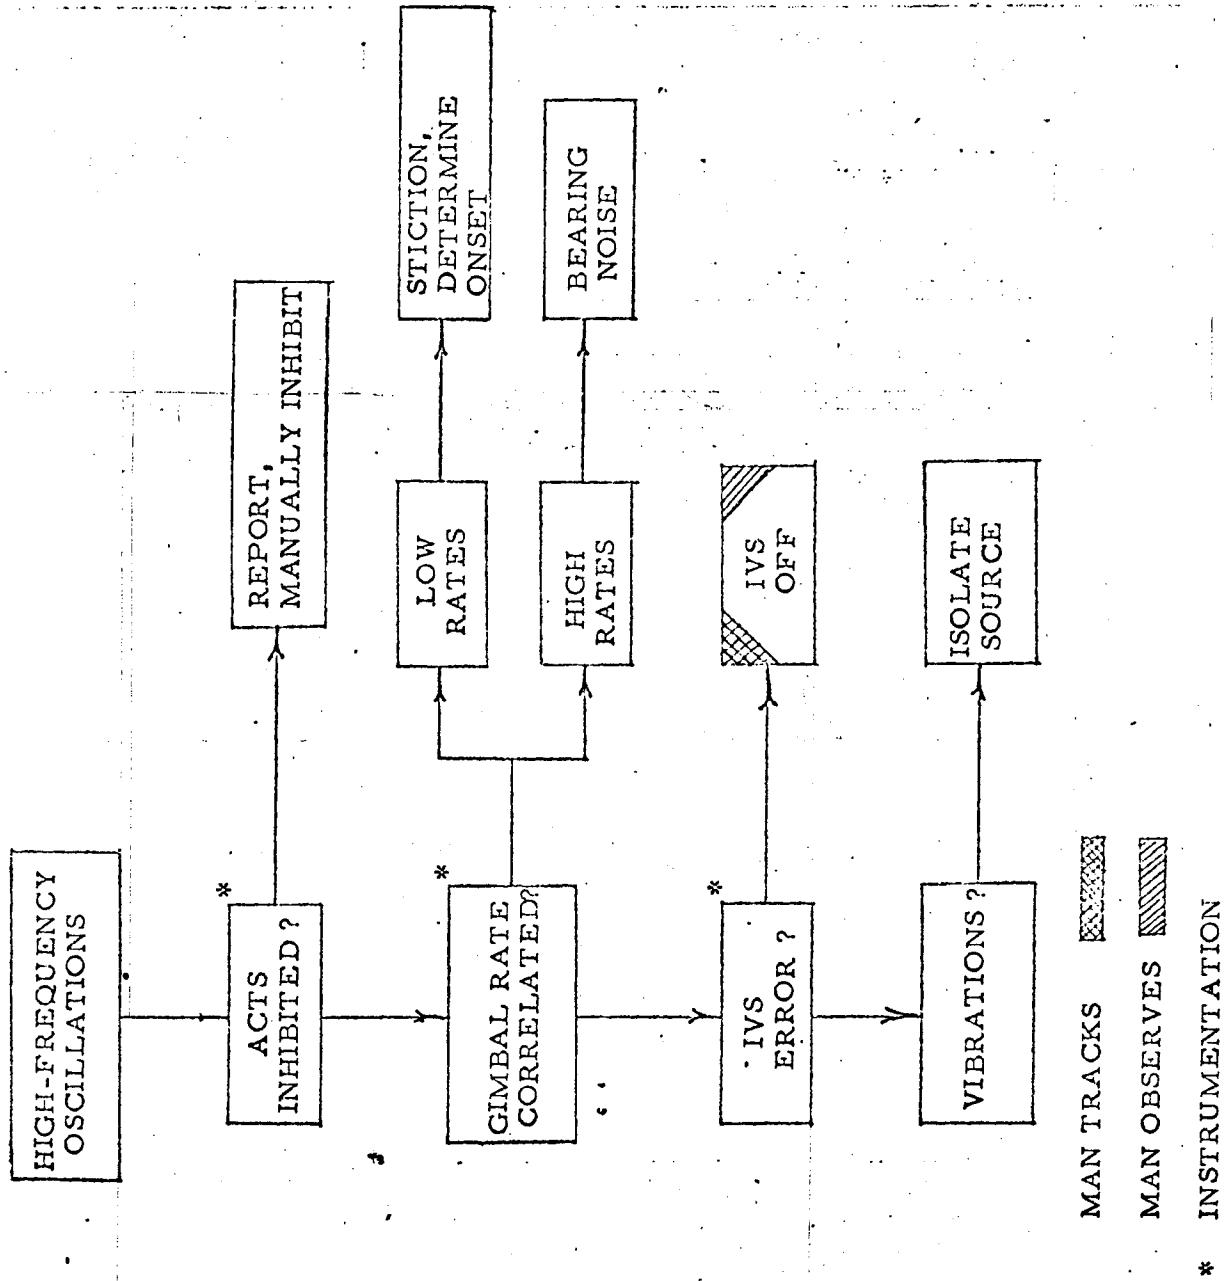 HIGH-FREQUENCY
OSCILLATIONS
ACTS
INHIBITED?
*
REPORT,
MANUALLY INHIBIT
GIMBAL RATE
CORRELATED?
*
LOW
RATES
STICTION,
DETERMINE
ONSET
HIGH
RATES
BEARING
NOISE
IVS
ERROR?
*
IVS
OFF
VIBRATIONS?
ISOLATE
SOURCE
MAN TRACKS
MAN OBSERVES
* INSTRUMENTATION